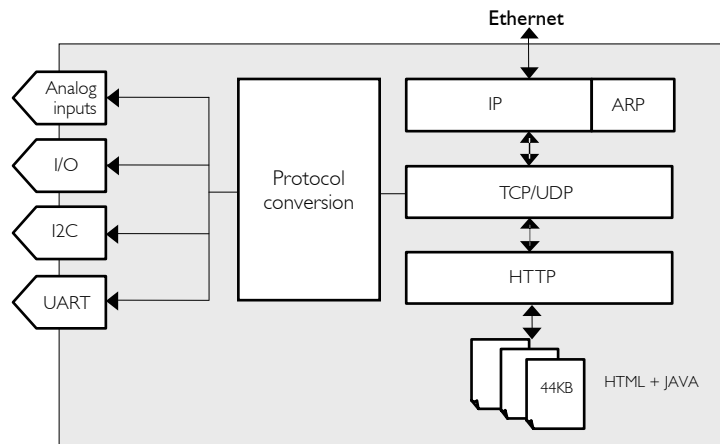 Ethernet
Analog
inputs
I/O
I2C
UART
Protocol
conversion
IP
ARP
TCP/UDP
HTTP
44KB
HTML + JAVA